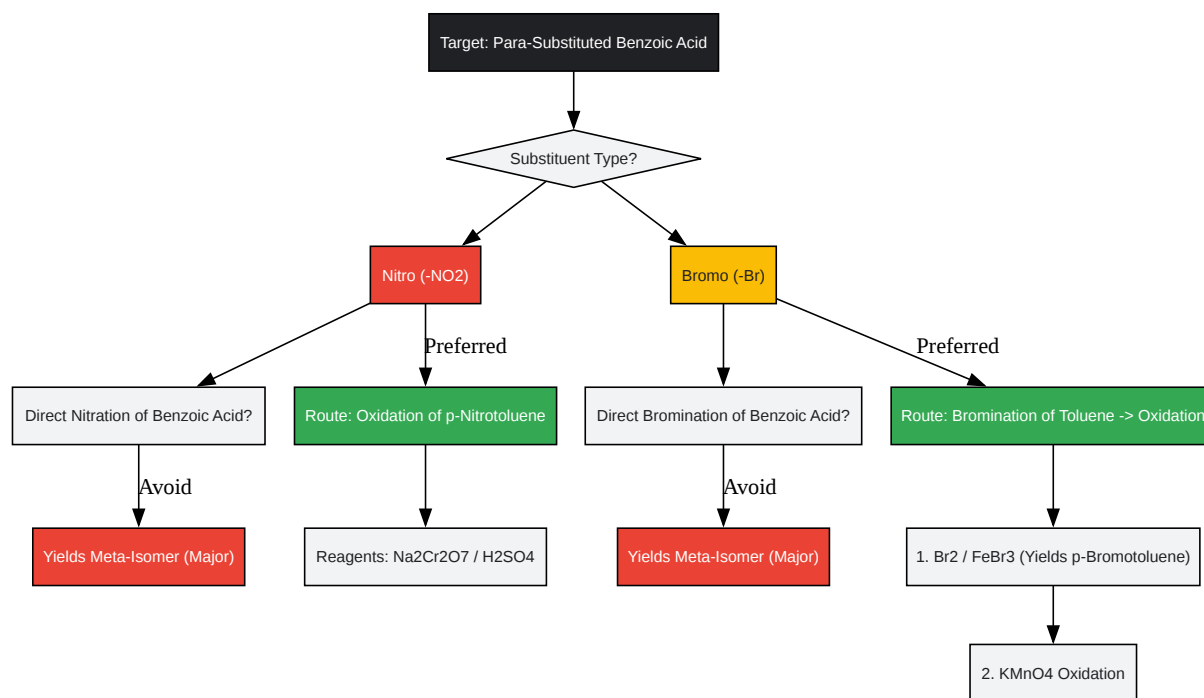 Target: Para-Substituted Benzoic Acid
Substituent Type?
Nitro (-NO2)
Bromo (-Br)
Preferred
Preferred
Direct Nitration of Benzoic Acid?
Route: Oxidation of p-Nitrotoluene
Direct Bromination of Benzoic Acid?
Route: Bromination of Toluene -> Oxidation
Avoid
Avoid
Yields Meta-Isomer (Major)
Reagents: Na2Cr2O7 / H2SO4
Yields Meta-Isomer (Major)
1. Br2 / FeBr3 (Yields p-Bromotoluene)
2. KMnO4 Oxidation